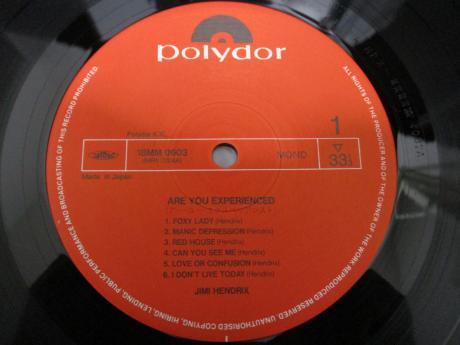 polydor
Polydor K.K.
18MM 0603
MONO
1
33 1/3
Made in Japan
ARE YOU EXPERIENCED
1. FOXY LADY (Hendrix)
2. MANIC DEPRESSION (Hendrix)
3. RED HOUSE (Hendrix)
4. CAN YOU SEE ME (Hendrix)
5. LOVE OR CONFUSION (Hendrix)
6. I DON'T LIVE TODAY (Hendrix)
JIMI HENDRIX
ALL RIGHTS OF THE PRODUCER AND OF THE OWNER OF THE WORK REPRODUCED RESERVED. UNAUTHORISED COPYING, HIRING, LENDING, PUBLIC PERFORMANCE AND BROADCASTING OF THIS RECORD PROHIBITED.